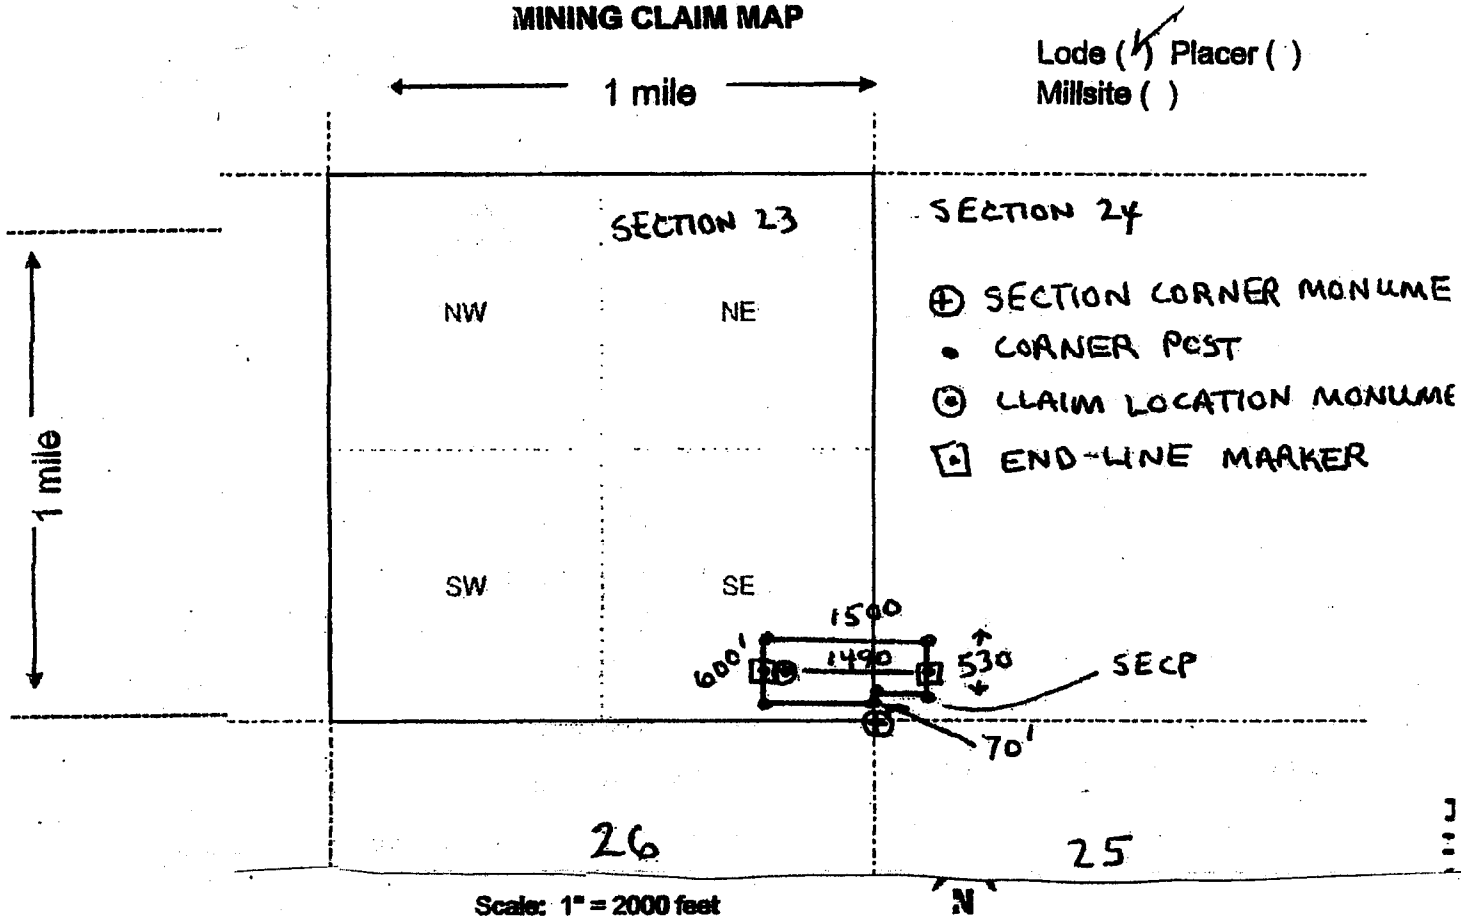 MINING CLAIM MAP
Lode (✓) Placer ( )
Millsite ( )
1 mile
SECTION 23
SECTION 24
NW
NE
⊕ SECTION CORNER MONUME
• CORNER POST
⊙ CLAIM LOCATION MONUME
⊡ END-LINE MARKER
1 mile
SW
SE
1500
600'
1490
530
SECP
70'
26
25
Scale: 1" = 2000 feet
N